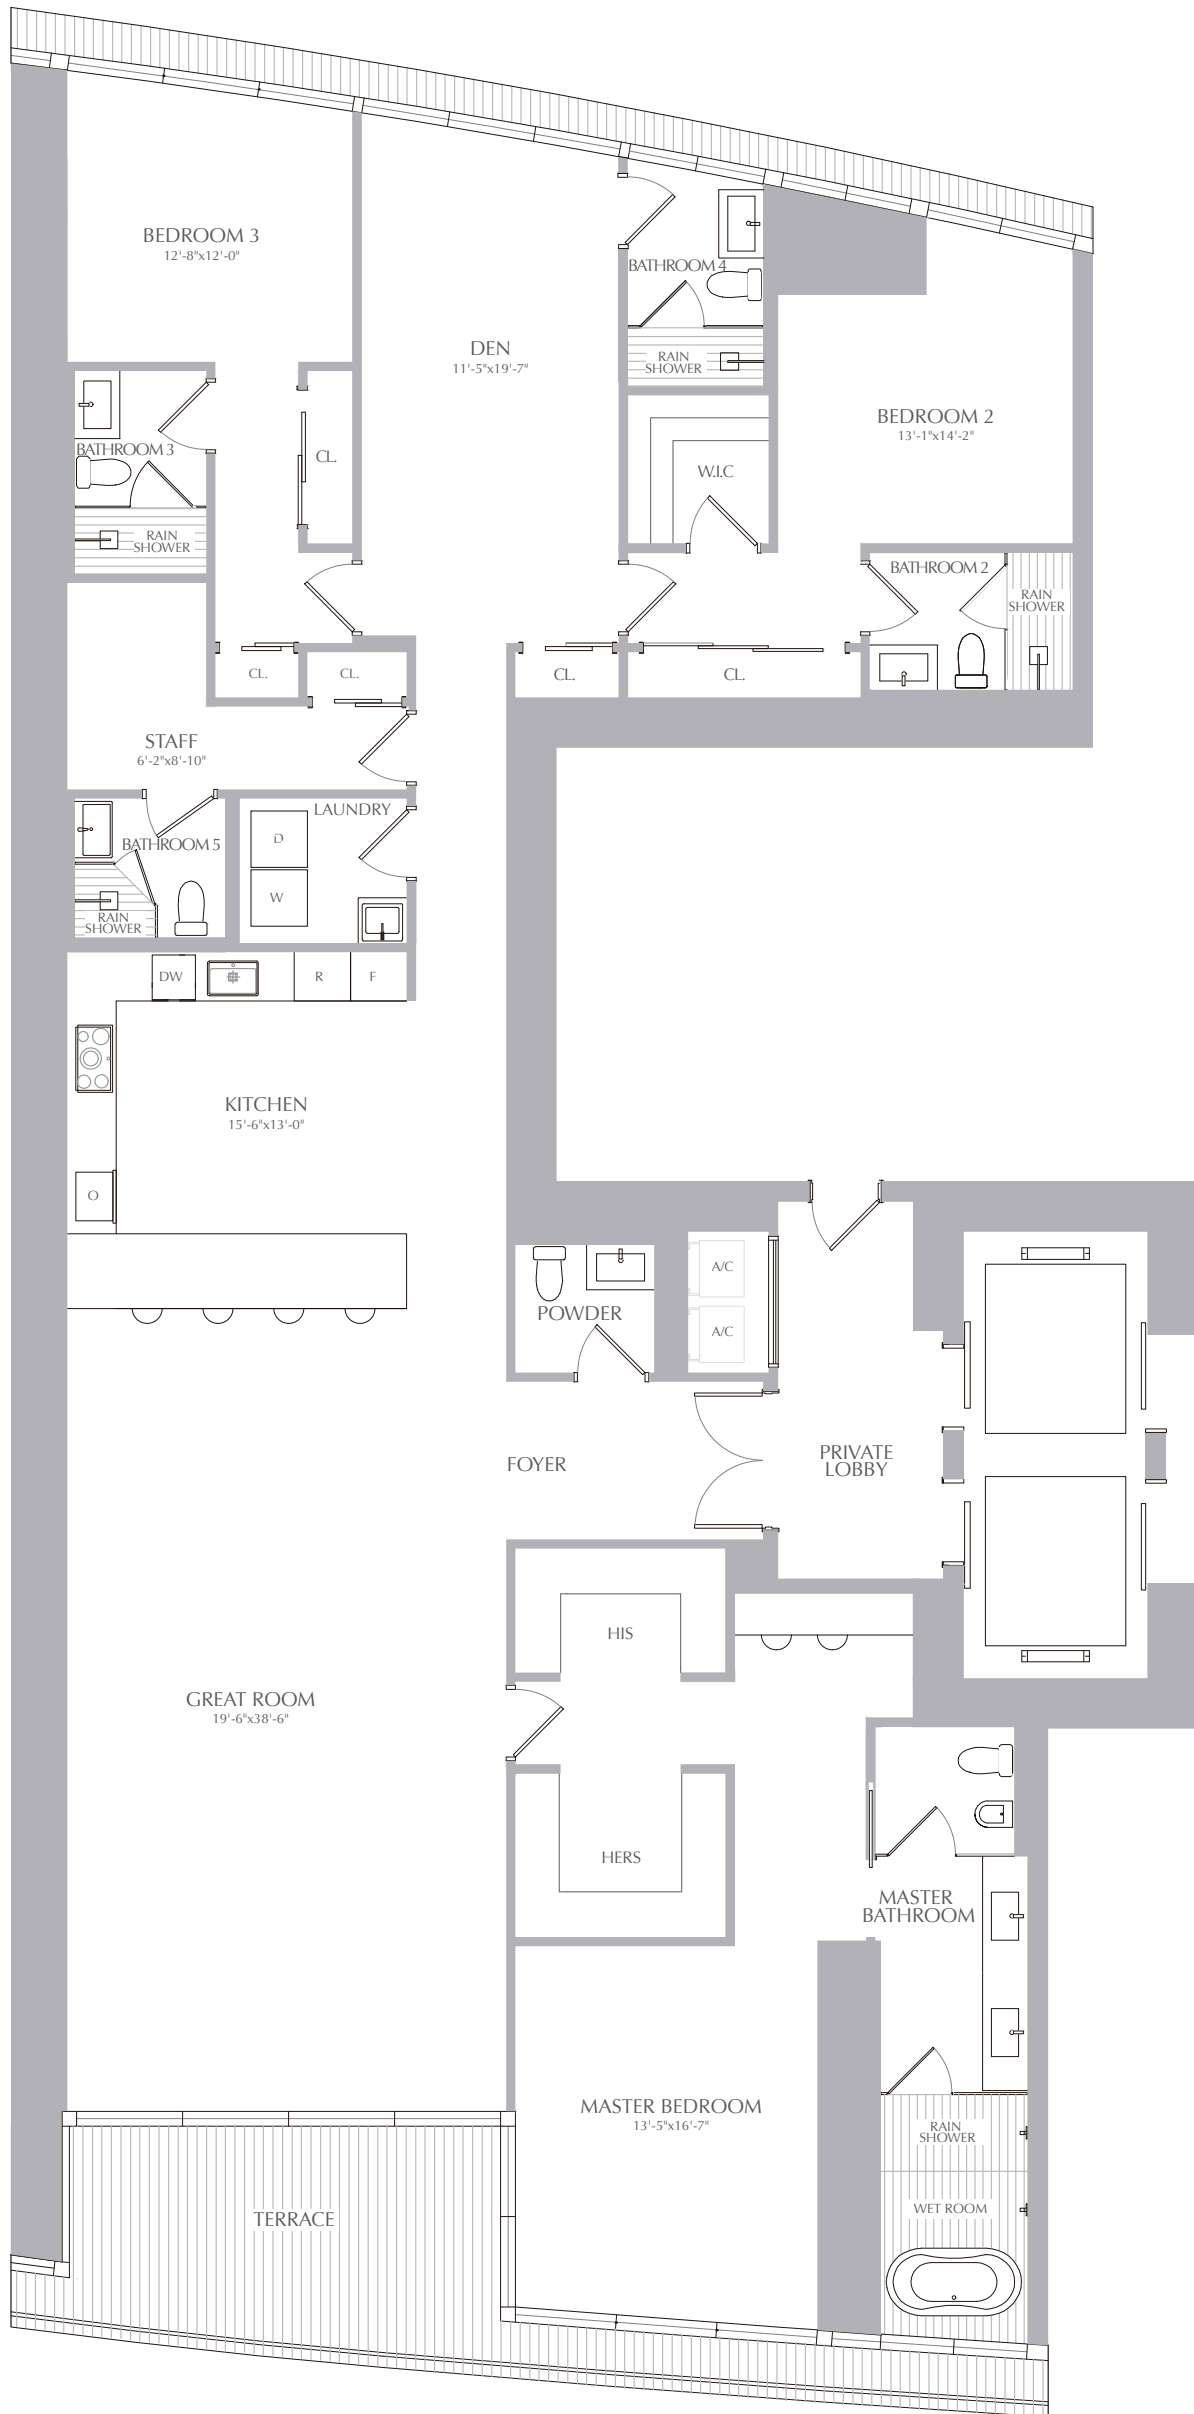 BEDROOM 3
12'-8"x12'-0"
BATHROOM 4
DEN
11'-5"x19'-7"
RAIN
SHOWER
BEDROOM 2
13'-1"x14'-2"
BATHROOM 3
CL.
W.I.C
RAIN
SHOWER
BATHROOM 2
RAIN
SHOWER
CL.
CL.
CL.
CL.
STAFF
6'-2"x8'-10"
LAUNDRY
D
BATHROOM 5
W
RAIN
SHOWER
DW
R
F
KITCHEN
15'-6"x13'-0"
O
A/C
POWDER
A/C
FOYER
PRIVATE
LOBBY
HIS
GREAT ROOM
19'-6"x38'-6"
HERS
MASTER
BATHROOM
MASTER BEDROOM
13'-5"x16'-7"
RAIN
SHOWER
WET ROOM
TERRACE